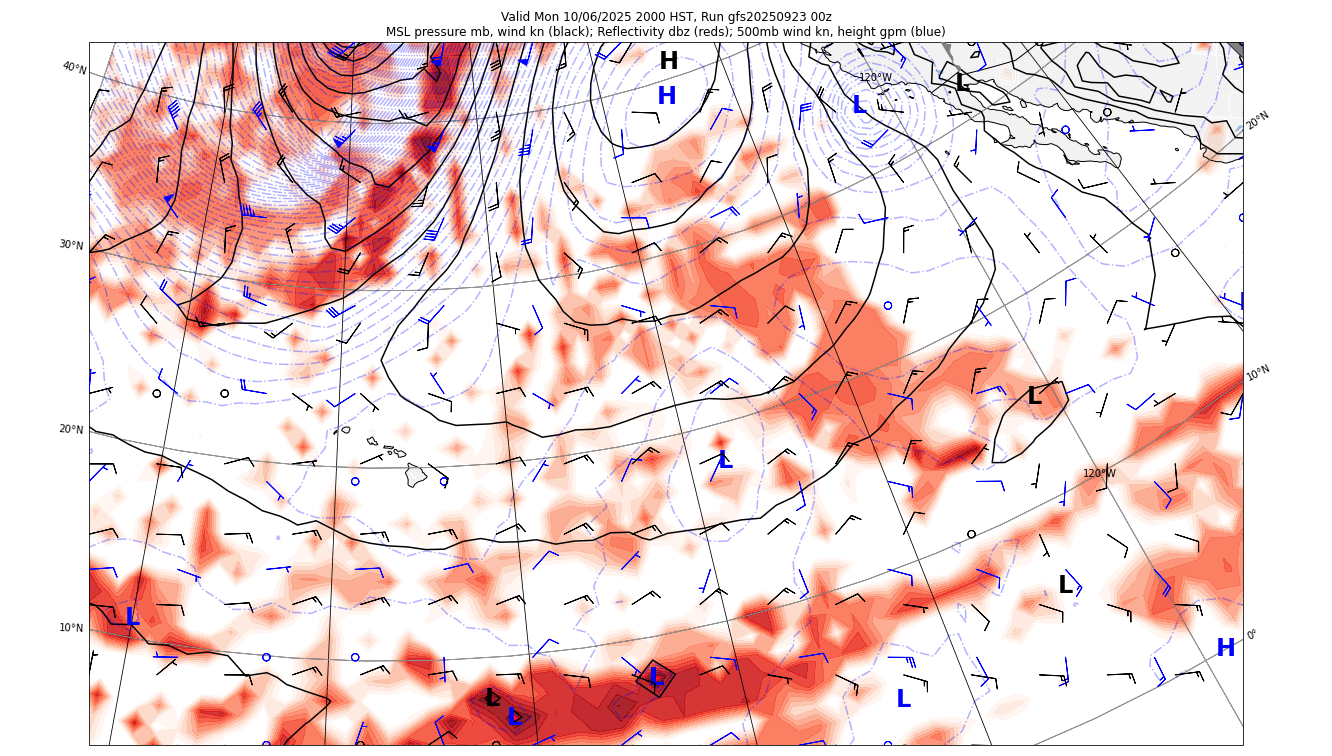 Valid Mon 10/06/2025 2000 HST, Run gfs20250923 00z
MSL pressure mb, wind kn (black); Reflectivity dbz (reds); 500mb wind kn, height gpm (blue)
H
40°N
120°W
L
H
L
20°N
30°N
10°N
L
20°N
L
120°W
L
L
10°N
0°
H
L
L
L
L